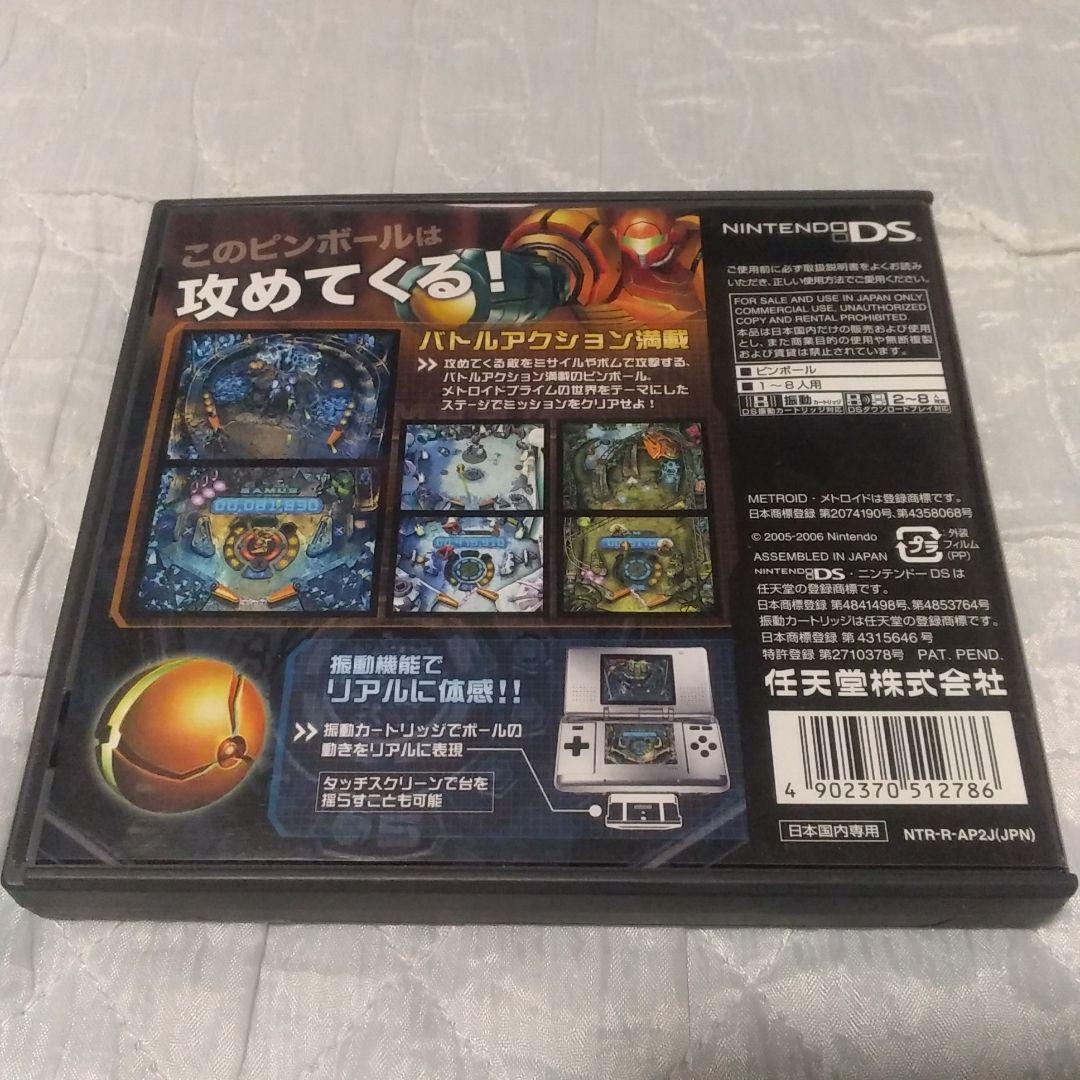 このピンボールは
攻めてくる!
バトルアクション満載
攻めてくる敵をミサイルやボムで攻撃する、
バトルアクション満載のピンボール。
メトロイドプライムの世界をテーマにした
ステージでミッションをクリアせよ!
SAMUS
00,081,830
振動機能で
リアルに体感!!
振動カートリッジでボールの
動きをリアルに表現
タッチスクリーンで台を
揺らすことも可能
NINTENDO DS
ご使用前に必ず取扱説明書をよくお読み
いただき、正しい使用方法でご愛用ください。
FOR SALE AND USE IN JAPAN ONLY.
COMMERCIAL USE, UNAUTHORIZED
COPY AND RENTAL PROHIBITED.
本品は日本国内だけの販売および使用
とし、また商業目的の使用や無断複製
および賃貸は禁止されています。
ピンボール
1〜8人用
振動カートリッジ
DS振動カートリッジ対応
2〜8人対応
DSダウンロードプレイ対応
METROID・メトロイドは登録商標です。
日本商標登録 第2074190号、第4358068号
© 2005-2006 Nintendo
ASSEMBLED IN JAPAN
プラ
外装
フィルム
(PP)
NINTENDO DS・ニンテンドーDSは
任天堂の登録商標です。
日本商標登録 第4841498号、第4853764号
振動カートリッジは任天堂の登録商標です。
日本商標登録 第4315646号
特許登録 第2710378号 PAT. PEND.
任天堂株式会社
4 902370 512786
日本国内専用
NTR-R-AP2J(JPN)